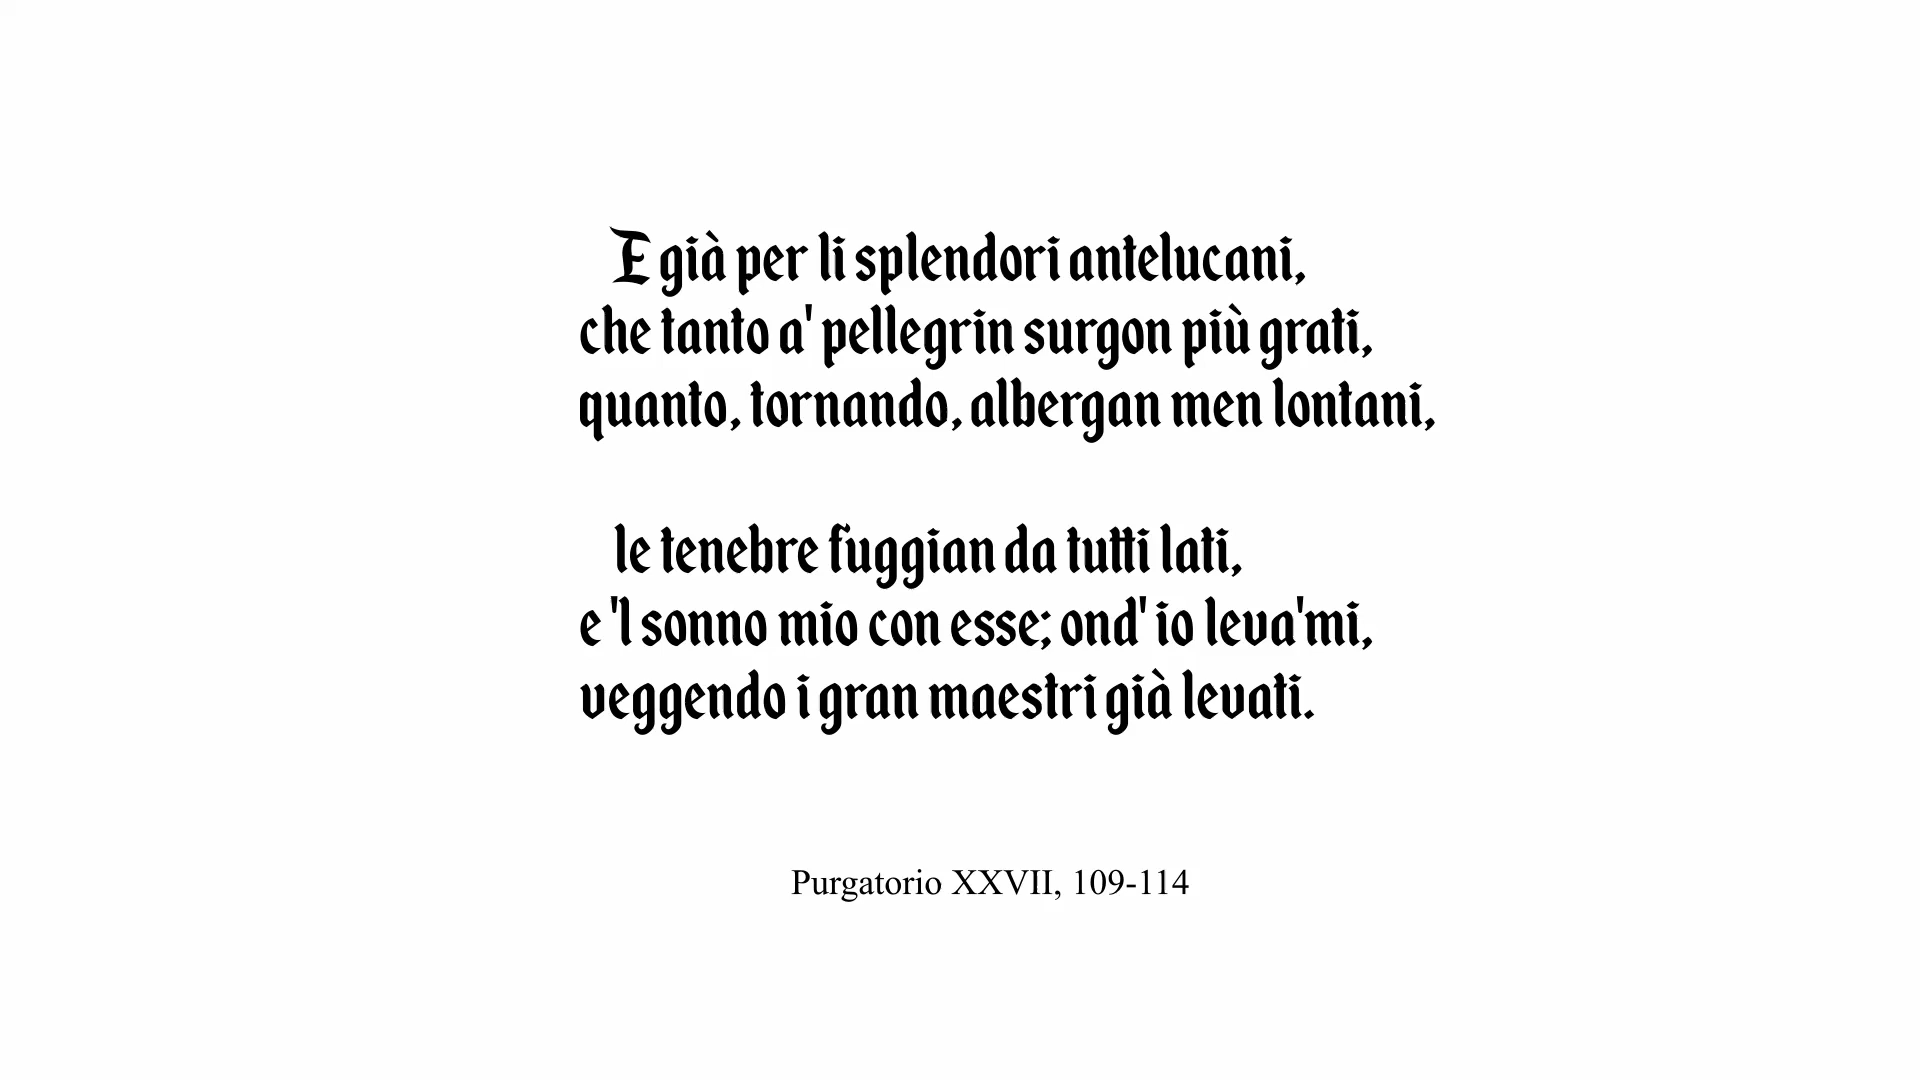 E già per li splendori antelucani,
che tanto a' pellegrin surgon più grati,
quanto, tornando, albergan men lontani,
le tenebre fuggian da tutti lati,
e 'l sonno mio con esse; ond' io leva'mi,
veggendo i gran maestri già levati.
Purgatorio XXVII, 109-114